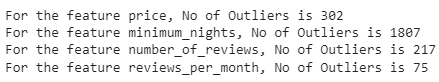 For the feature price, No of Outliers is 302
For the feature minimum_nights, No of Outliers is 1807
For the feature number_of_reviews, No of Outliers is 217
For the feature reviews_per_month, No of Outliers is 75